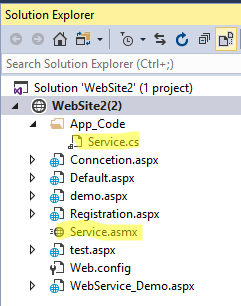 Solution Explorer
Search Solution Explorer (Ctrl+;)
Solution 'WebSite2' (1 project)
WebSite2(2)
App_Code
Service.cs
Conncetion.aspx
Default.aspx
demo.aspx
Registration.aspx
Service.asmx
test.aspx
Web.config
WebService_Demo.aspx